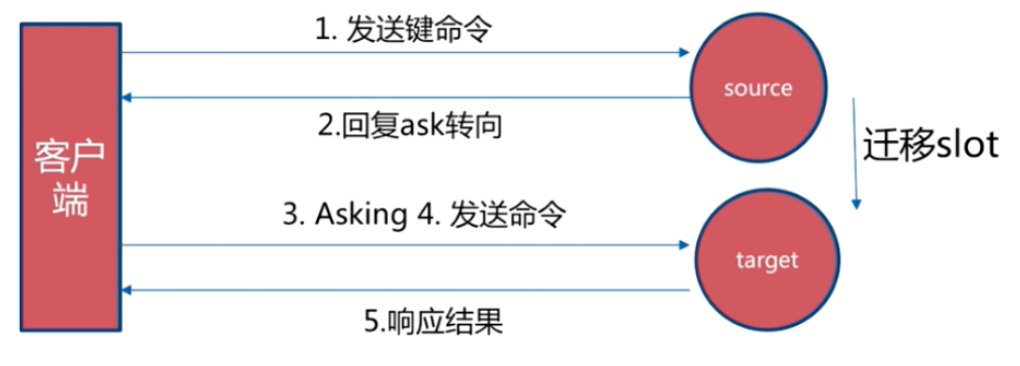 1. 发送键命令
source
2.回复ask转向
客户
端
迁移slot
3. Asking 4. 发送命令
target
5.响应结果